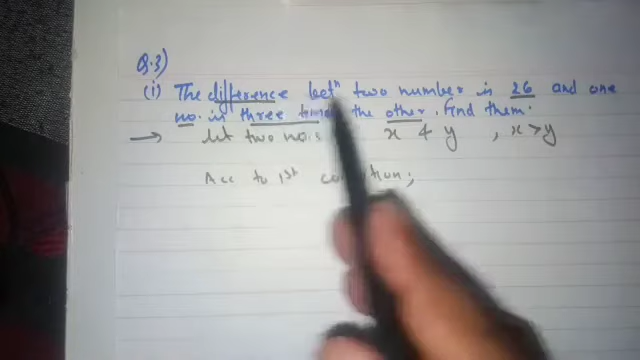 Q.3)
(i) The difference betn two number is 26 and one
no. is three times the other. Find them.
→ let two nos x & y , x>y
Acc to 1st condition;